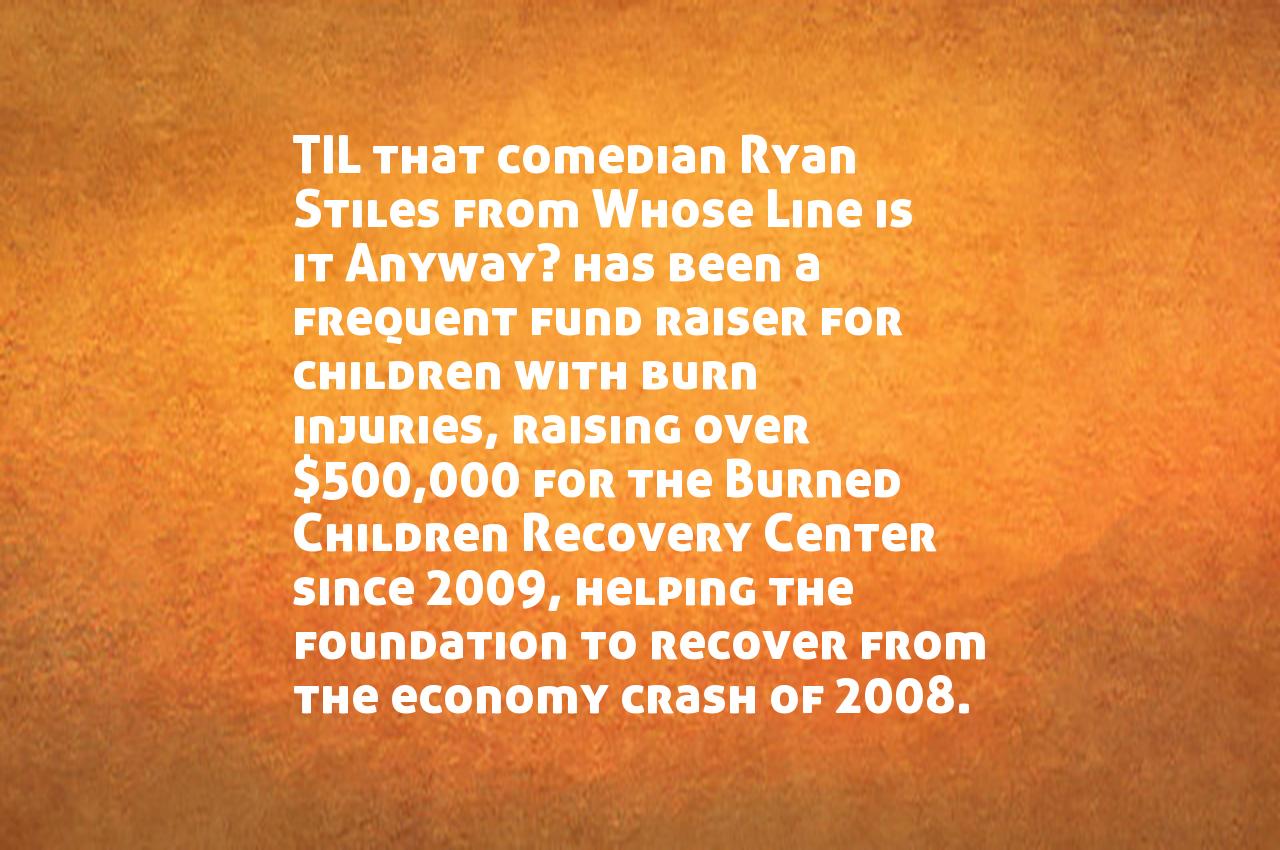 TIL that comedian Ryan
Stiles from Whose Line is
it Anyway? has been a
frequent fund raiser for
children with burn
injuries, raising over
$500,000 for the Burned
Children Recovery Center
since 2009, helping the
foundation to recover from
the economy crash of 2008.